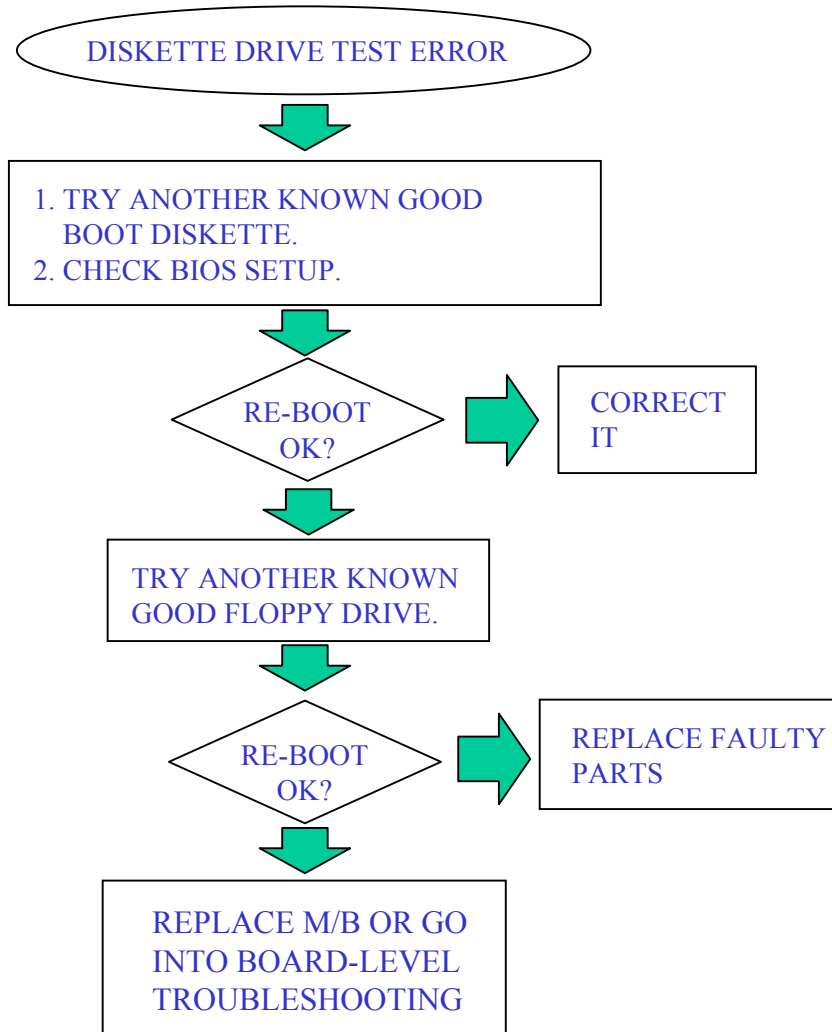 DISKETTE DRIVE TEST ERROR
1. TRY ANOTHER KNOWN GOOD
BOOT DISKETTE.
2. CHECK BIOS SETUP.
RE-BOOT
OK?
CORRECT
IT
TRY ANOTHER KNOWN
GOOD FLOPPY DRIVE.
RE-BOOT
OK?
REPLACE FAULTY
PARTS
REPLACE M/B OR GO
INTO BOARD-LEVEL
TROUBLESHOOTING